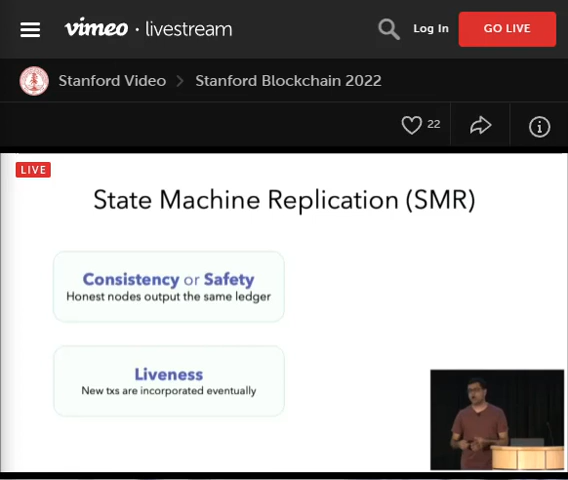 vimeo · livestream
Log In
GO LIVE
Stanford Video > Stanford Blockchain 2022
22
LIVE
State Machine Replication (SMR)
Consistency or Safety
Honest nodes output the same ledger
Liveness
New txs are incorporated eventually